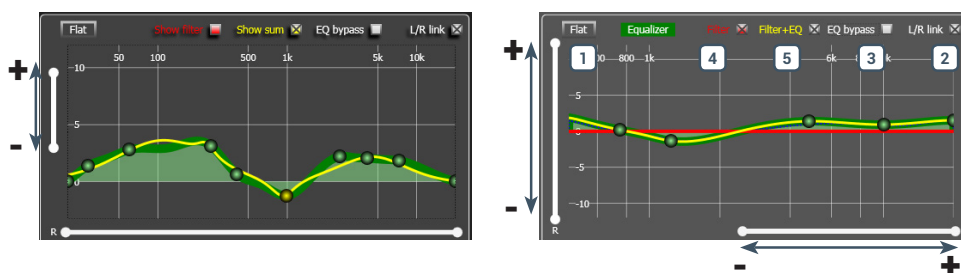 Flat Show filter Show sum EQ bypass L/R link
50 100 500 1k 5k 10k
+
10
5
-
0
R
Flat Equalizer Filter Filter+EQ EQ bypass L/R link
+
1 800 1k 4 5 6k 3 2
5
0
-5
-10
-
R
- +